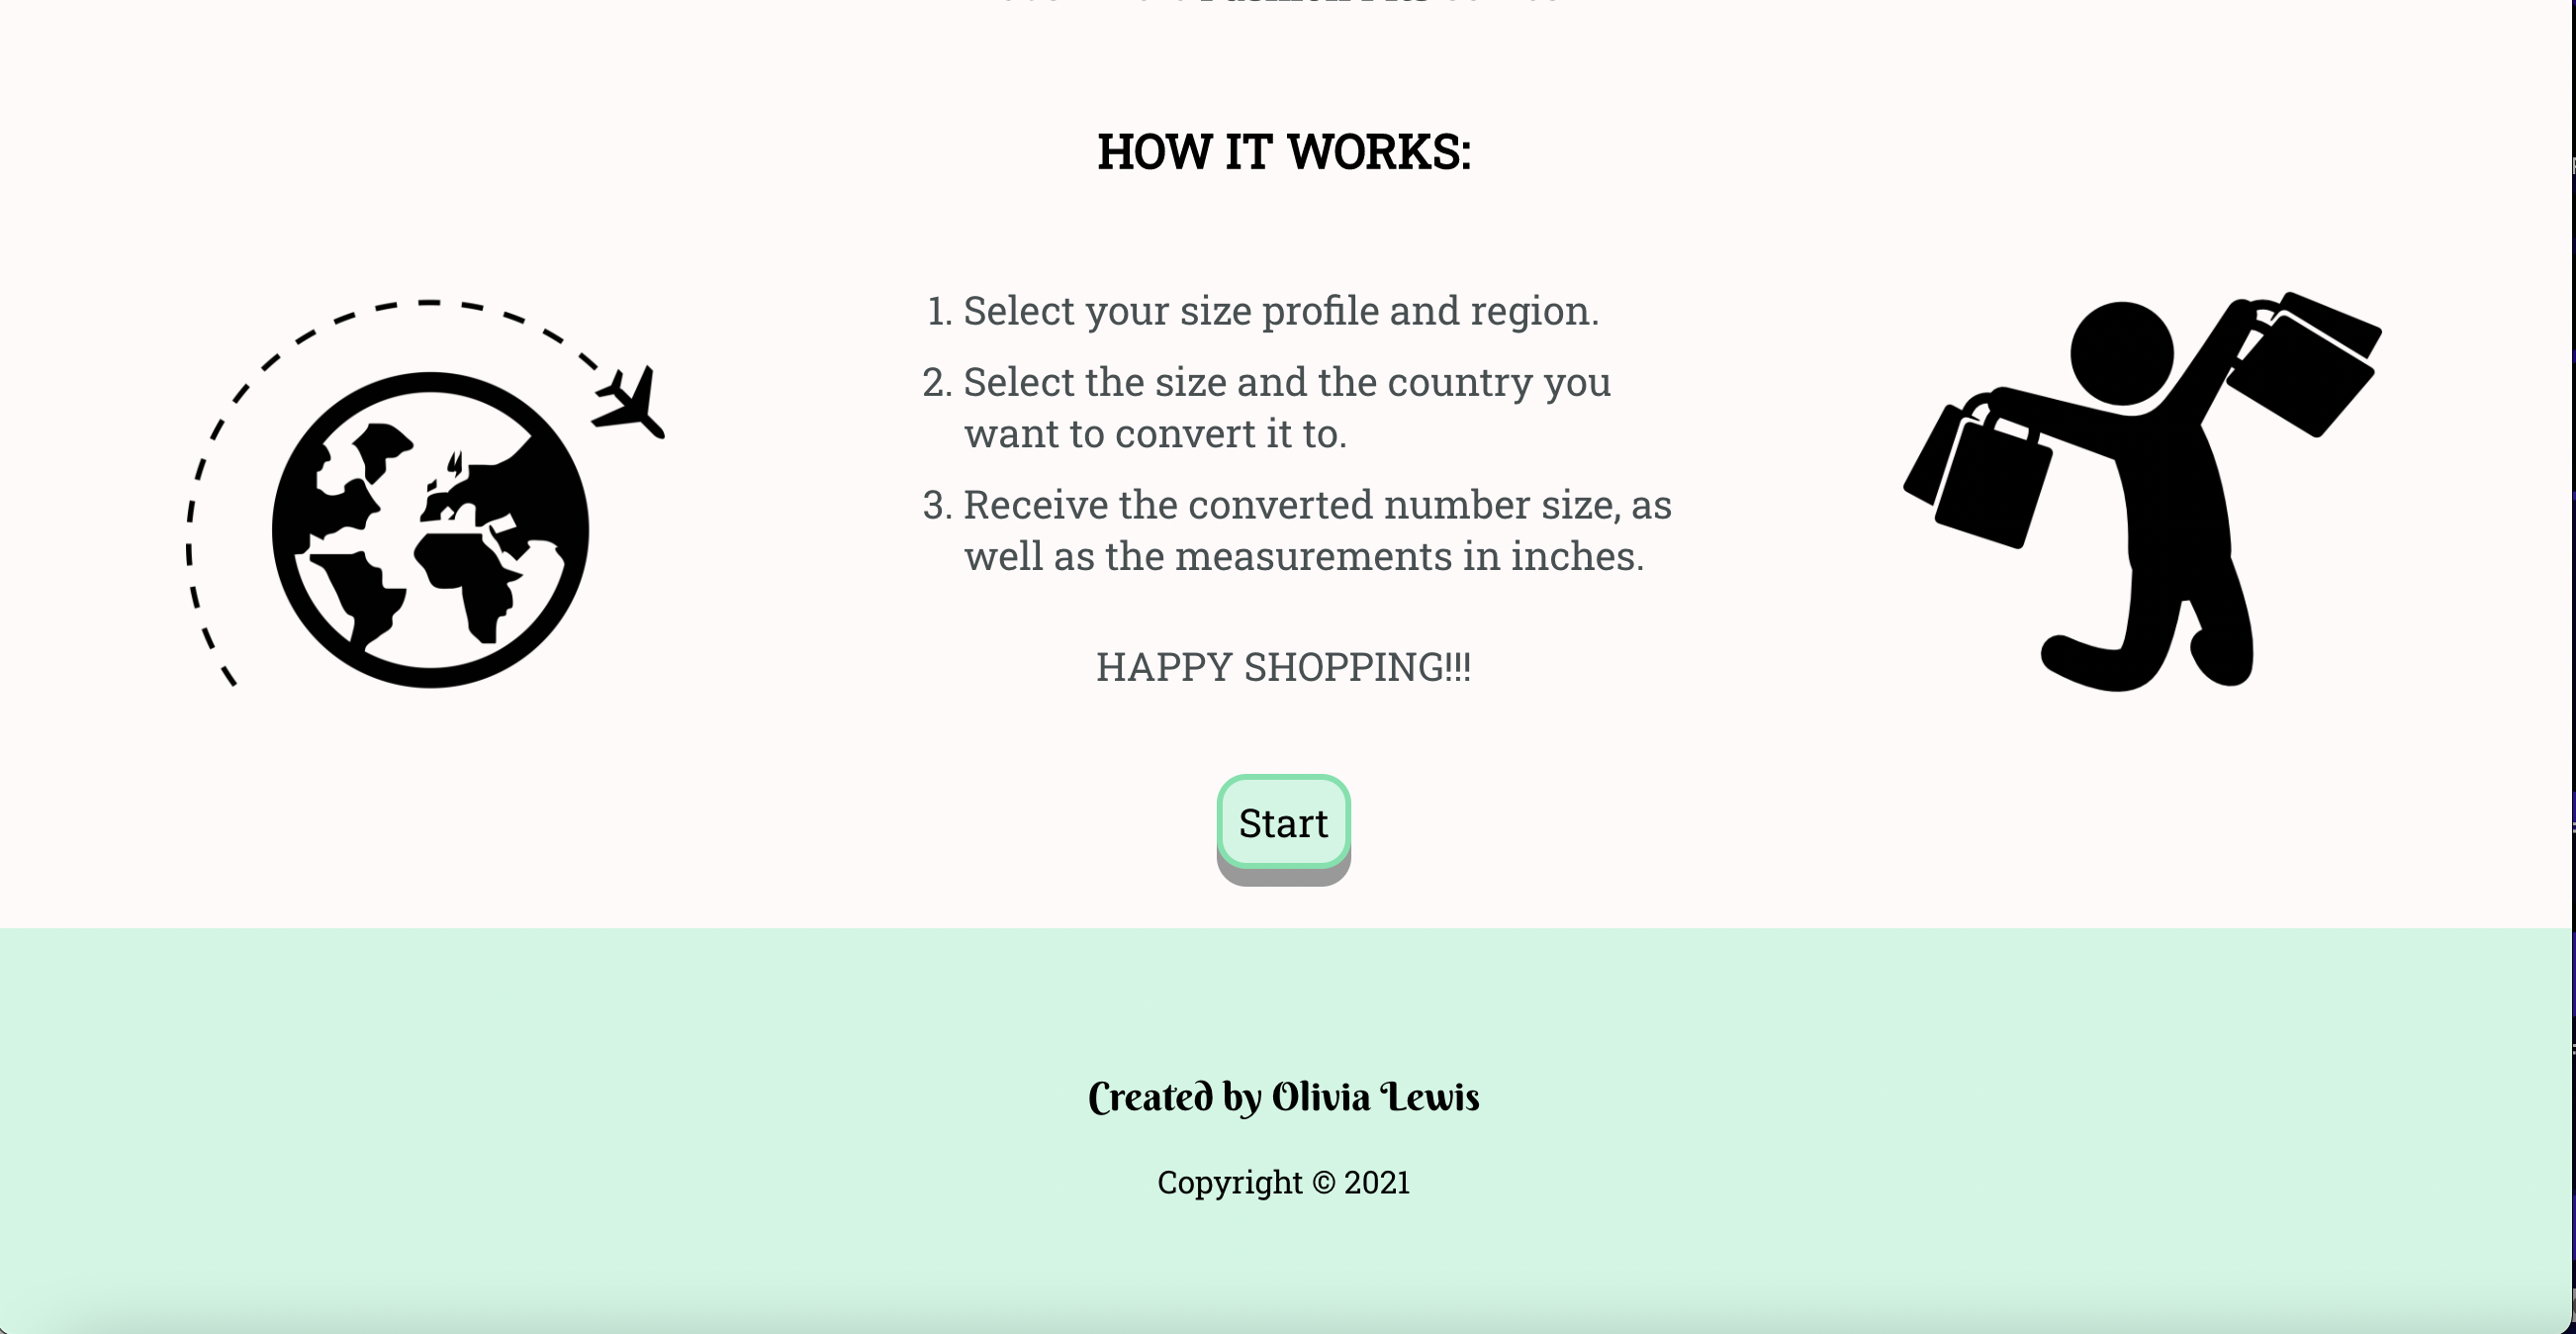 HOW IT WORKS:
1. Select your size profile and region.
2. Select the size and the country you
want to convert it to.
3. Receive the converted number size, as
well as the measurements in inches.
HAPPY SHOPPING!!!
Start
Created by Olivia Lewis
Copyright © 2021